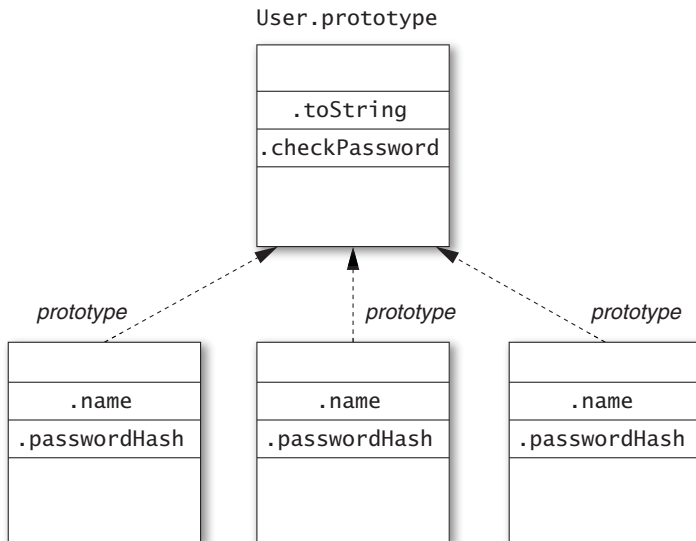 User.prototype
.toString
.checkPassword
prototype
prototype
prototype
.name
.name
.name
.passwordHash
.passwordHash
.passwordHash